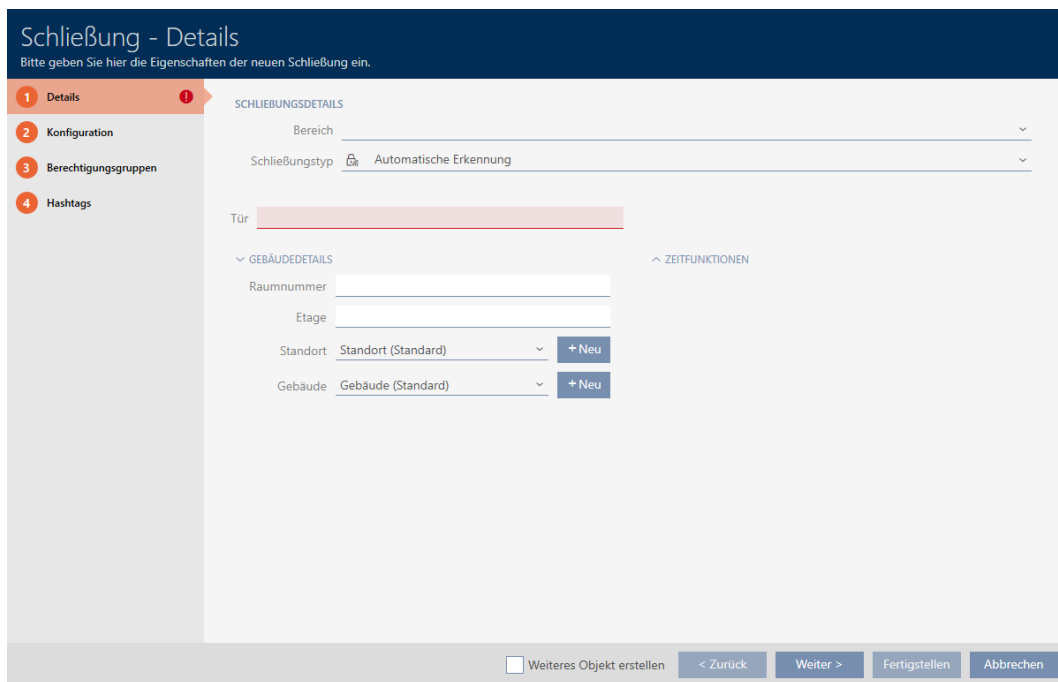 Schließung - Details
Bitte geben Sie hier die Eigenschaften der neuen Schließung ein.
1 Details
2 Konfiguration
3 Berechtigungsgruppen
4 Hashtags
SCHLIEßUNGSDETAILS
Bereich
Schließungstyp Automatische Erkennung
Tür
GEBÄUDEDETAILS
ZEITFUNKTIONEN
Raumnummer
Etage
Standort Standort (Standard) +Neu
Gebäude Gebäude (Standard) +Neu
Weiteres Objekt erstellen < Zurück Weiter > Fertigstellen Abbrechen